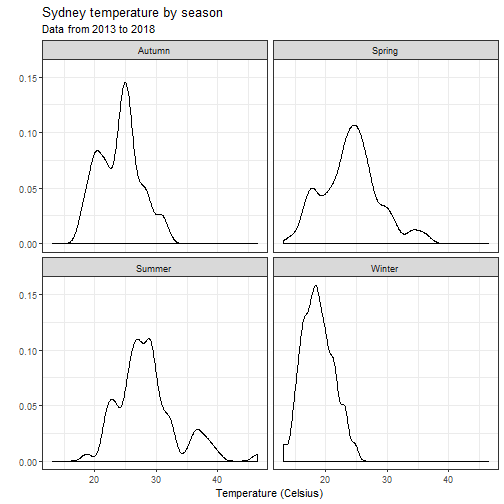 Sydney temperature by season
Data from 2013 to 2018
Autumn Spring
0.15
0.10
0.05
0.00
Summer Winter
0.15
0.10
0.05
0.00
20 30 40 20 30 40
Temperature (Celsius)